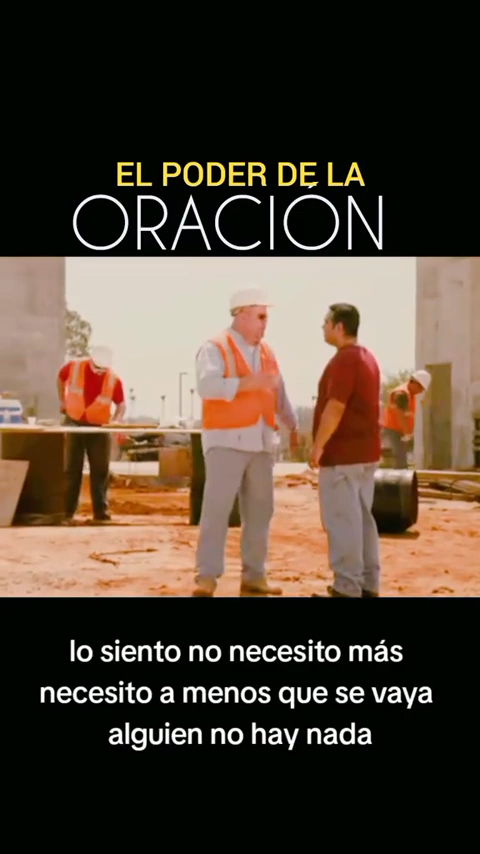 EL PODER DE LA
ORACIÓN
lo siento no necesito más
necesito a menos que se vaya
alguien no hay nada